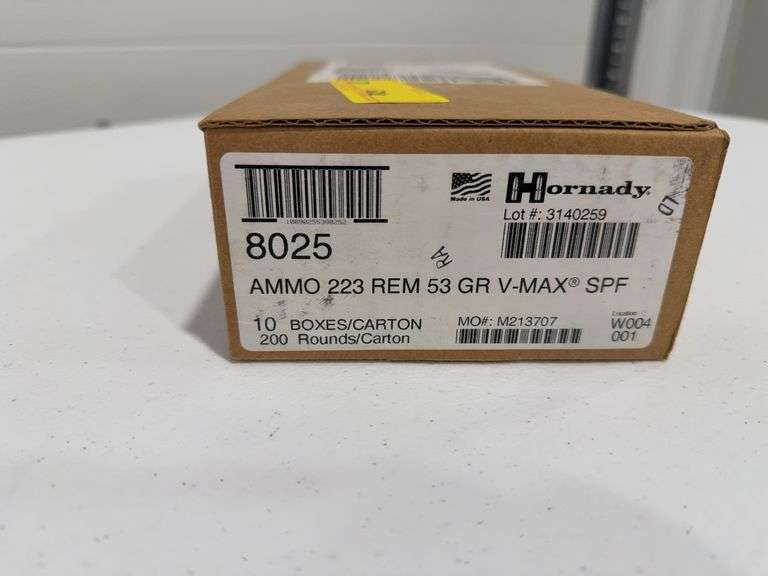 Hornady
Made in USA
Lot #: 3140259
8025
RA
AMMO 223 REM 53 GR V-MAX® SPF
10 BOXES/CARTON
200 Rounds/Carton
MO#: M213707
Location
W004
001